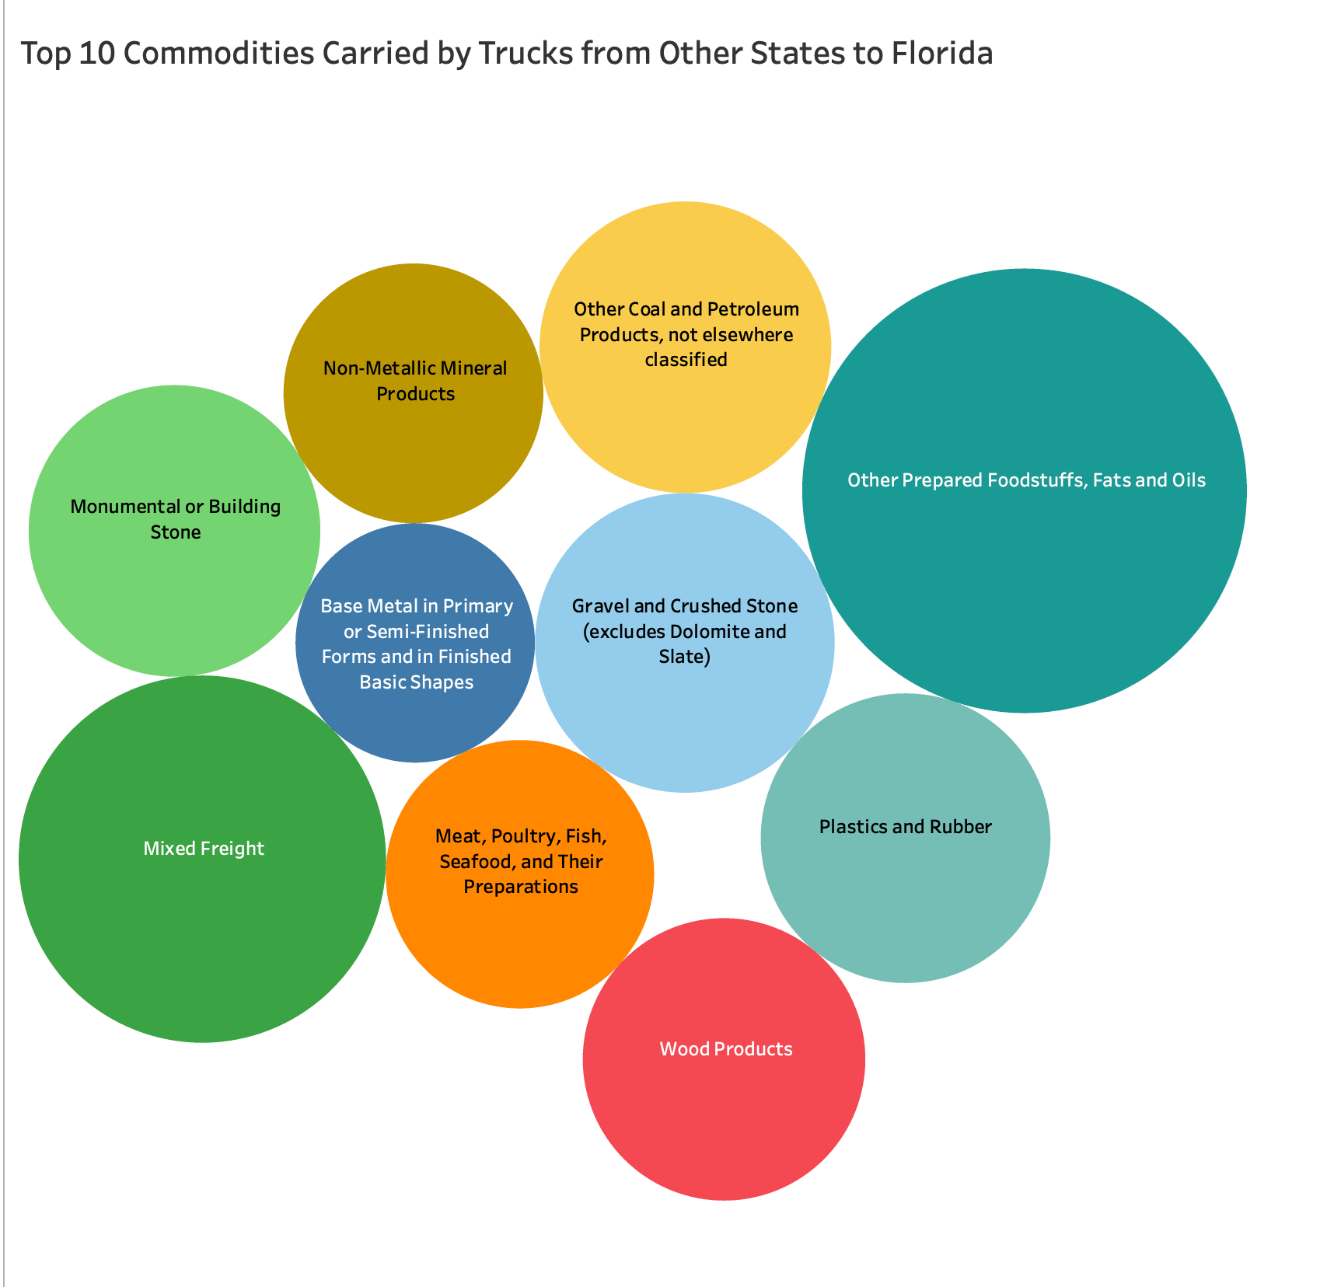 Top 10 Commodities Carried by Trucks from Other States to Florida
Other Coal and Petroleum
Products, not elsewhere
classified
Non-Metallic Mineral
Products
Other Prepared Foodstuffs, Fats and Oils
Monumental or Building
Stone
Base Metal in Primary
or Semi-Finished
Forms and in Finished
Basic Shapes
Gravel and Crushed Stone
(excludes Dolomite and
Slate)
Mixed Freight
Meat, Poultry, Fish,
Seafood, and Their
Preparations
Plastics and Rubber
Wood Products